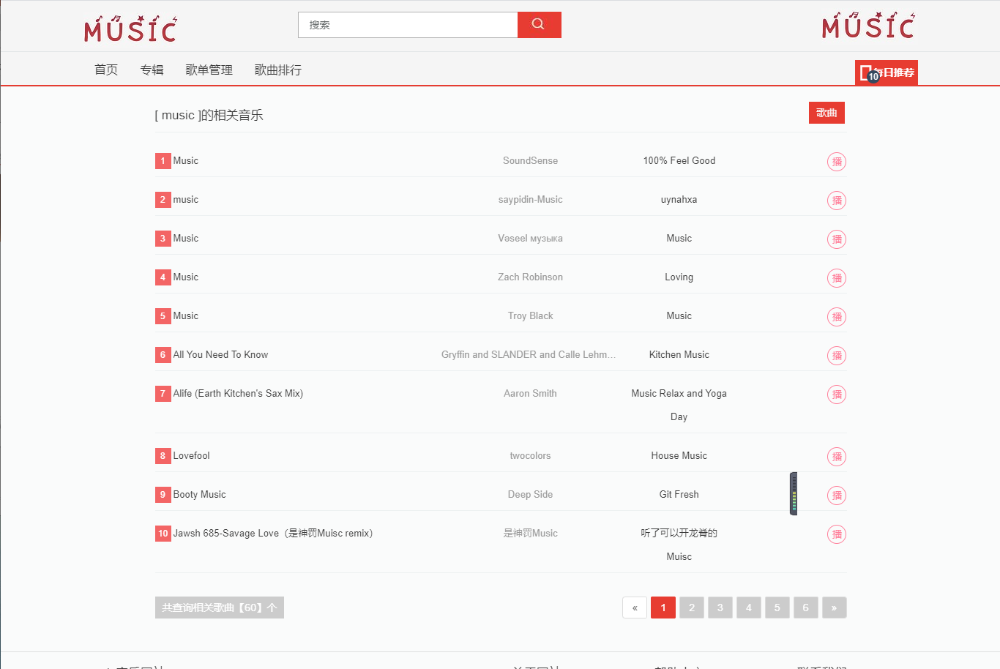 MUSIC
搜索
MUSIC
首页 专辑 歌单管理 歌曲排行
10 每日推荐
[ music ]的相关音乐 歌曲
1 Music SoundSense 100% Feel Good 播
2 music saypidin-Music uynahxa 播
3 Music Vəseel музыка Music 播
4 Music Zach Robinson Loving 播
5 Music Troy Black Music 播
6 All You Need To Know Gryffin and SLANDER and Calle Lehm... Kitchen Music 播
7 Alife (Earth Kitchen's Sax Mix) Aaron Smith Music Relax and Yoga 播
Day
8 Lovefool twocolors House Music 播
9 Booty Music Deep Side Git Fresh 播
10 Jawsh 685-Savage Love（是神罚Muisc remix） 是神罚Music 听了可以开龙脊的 播
Muisc
共查询相关歌曲【60】个 « 1 2 3 4 5 6 »